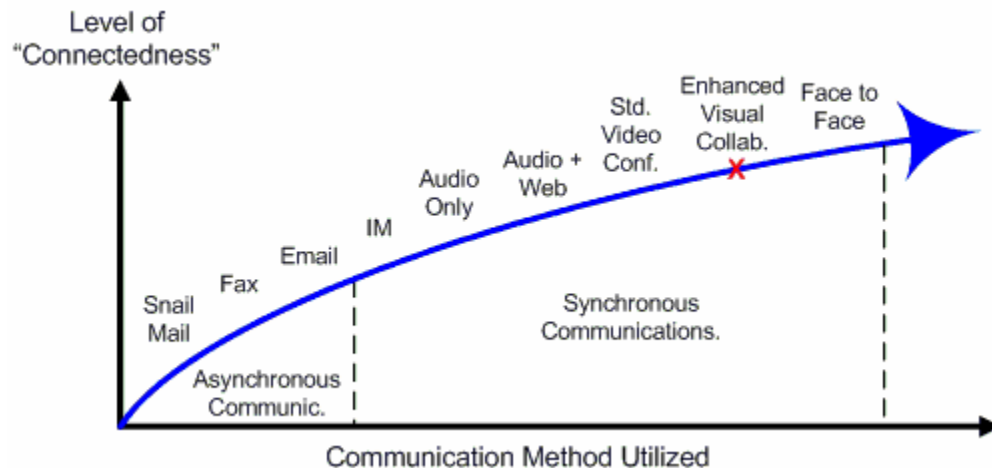 Level of
“Connectedness”
Snail
Mail
Fax
Email
IM
Audio
Only
Audio +
Web
Std.
Video
Conf.
Enhanced
Visual
Collab.
Face to
Face
X
Asynchronous
Communic.
Synchronous
Communications.
Communication Method Utilized